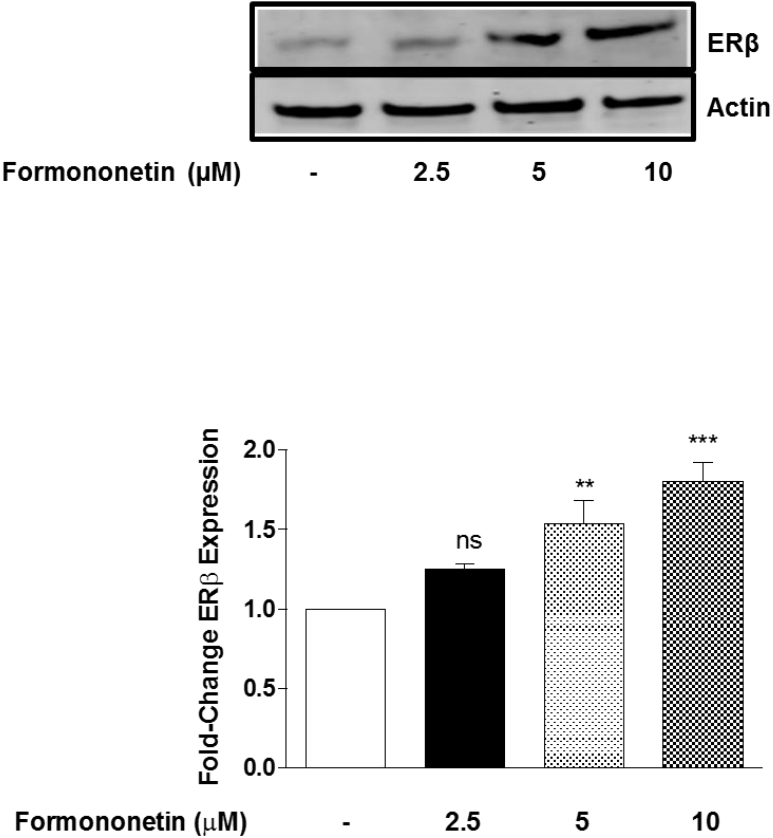 ERβ
Actin
Formononetin (µM) - 2.5 5 10
Fold-Change ERβ Expression
2.0
1.5
1.0
0.5
0.0
ns
**
***
Formononetin (μM) - 2.5 5 10